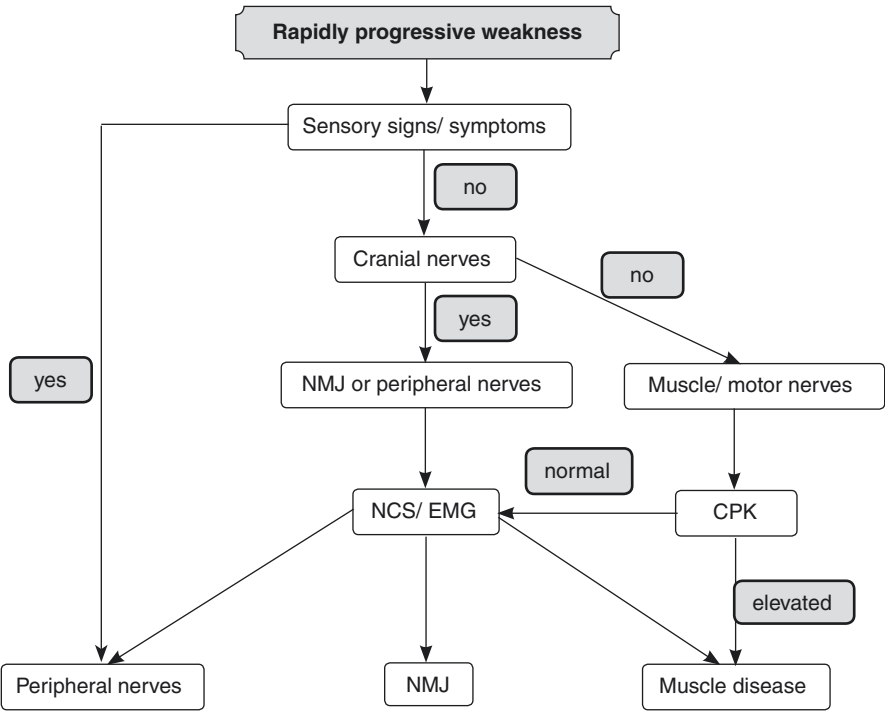 Rapidly progressive weakness
Sensory signs/ symptoms
no
Cranial nerves
no
yes
yes
NMJ or peripheral nerves
Muscle/ motor nerves
normal
NCS/ EMG
CPK
elevated
Peripheral nerves
NMJ
Muscle disease